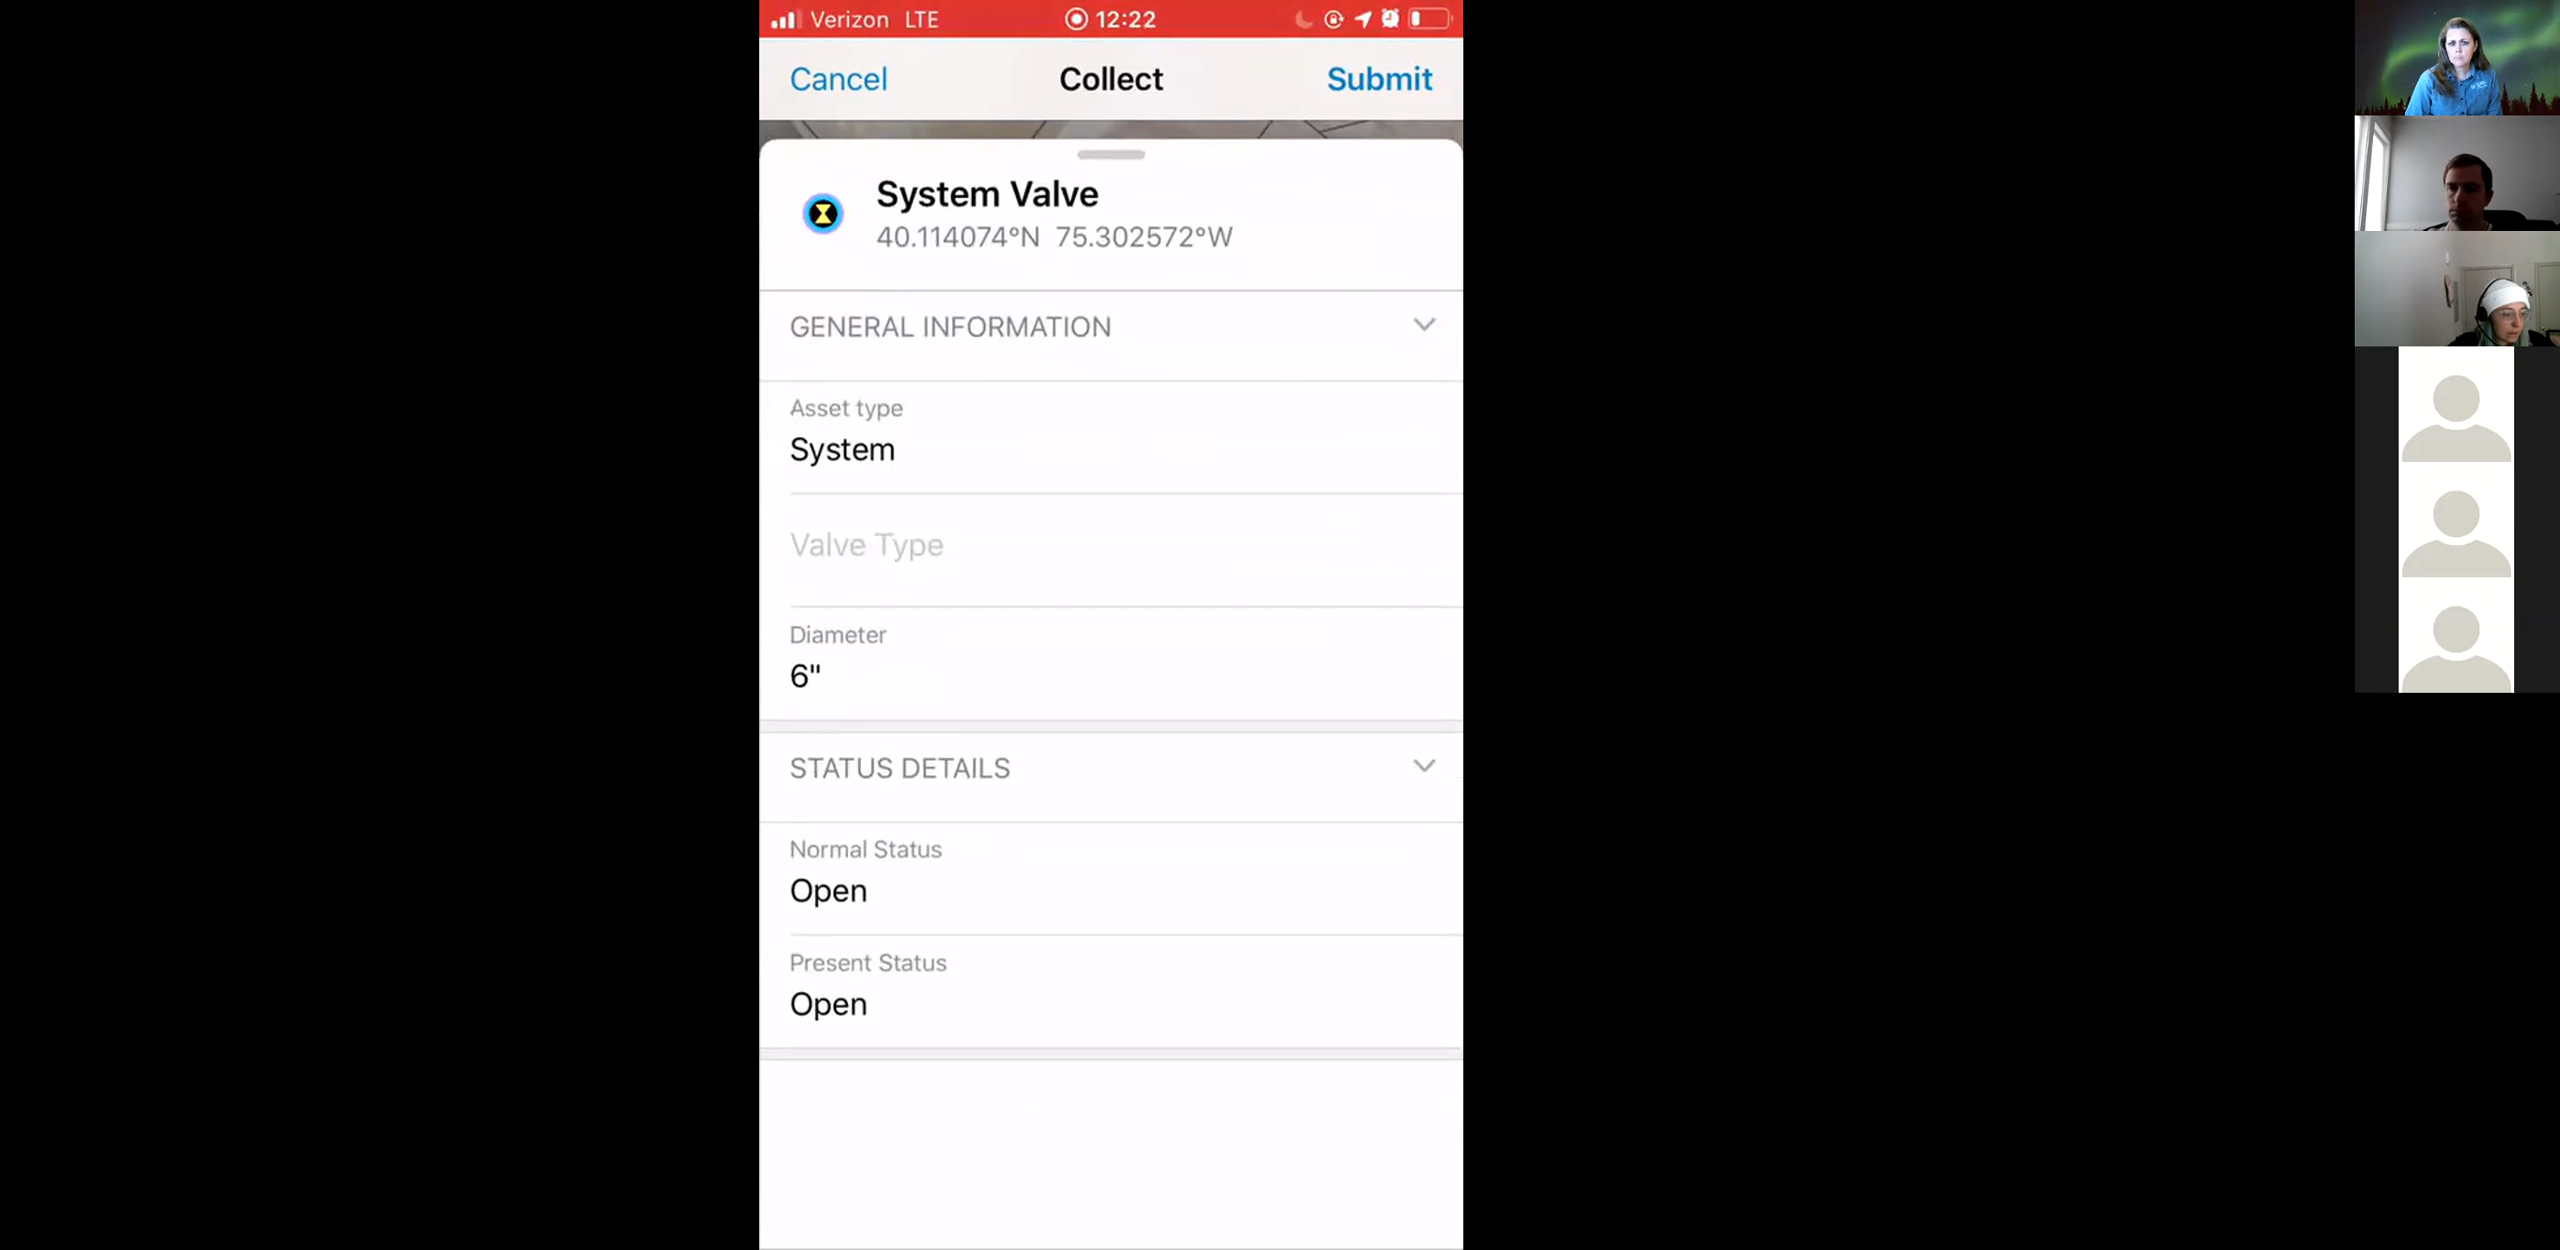 Verizon LTE 12:22
Cancel Collect Submit
System Valve
40.114074°N 75.302572°W
GENERAL INFORMATION
Asset type
System
Valve Type
Diameter
6"
STATUS DETAILS
Normal Status
Open
Present Status
Open